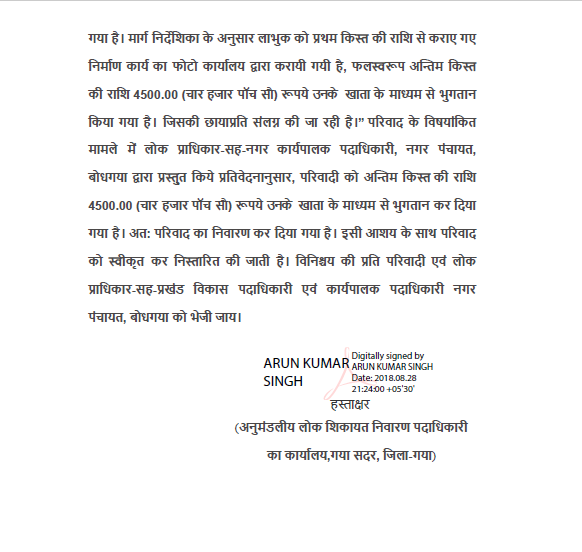 गया है। मार्ग निर्देशिका के अनुसार लाभुक को प्रथम किस्त की राशि से कराए गए
निर्माण कार्य का फोटो कार्यालय द्वारा करायी गयी है, फलस्वरूप अन्तिम किस्त
की राशि 4500.00 (चार हजार पॉच सौ) रूपये उनके खाता के माध्यम से भुगतान
किया गया है। जिसकी छायाप्रति संलग्न की जा रही है।” परिवाद के विषयांकित
मामले में लोक प्राधिकार-सह-नगर कार्यपालक पदाधिकारी, नगर पंचायत,
बोधगया द्वारा प्रस्तुत किये प्रतिवेदनानुसार, परिवादी को अन्तिम किस्त की राशि
4500.00 (चार हजार पॉच सौ) रूपये उनके खाता के माध्यम से भुगतान कर दिया
गया है। अत: परिवाद का निवारण कर दिया गया है। इसी आशय के साथ परिवाद
को स्वीकृत कर निस्तारित की जाती है। विनिश्चय की प्रति परिवादी एवं लोक
प्राधिकार-सह-प्रखंड विकास पदाधिकारी एवं कार्यपालक पदाधिकारी नगर
पंचायत, बोधगया को भेजी जाय।
ARUN KUMAR SINGH
Digitally signed by
ARUN KUMAR SINGH
Date: 2018.08.28
21:24:00 +05'30'
हस्ताक्षर
(अनुमंडलीय लोक शिकायत निवारण पदाधिकारी
का कार्यालय,गया सदर, जिला-गया)